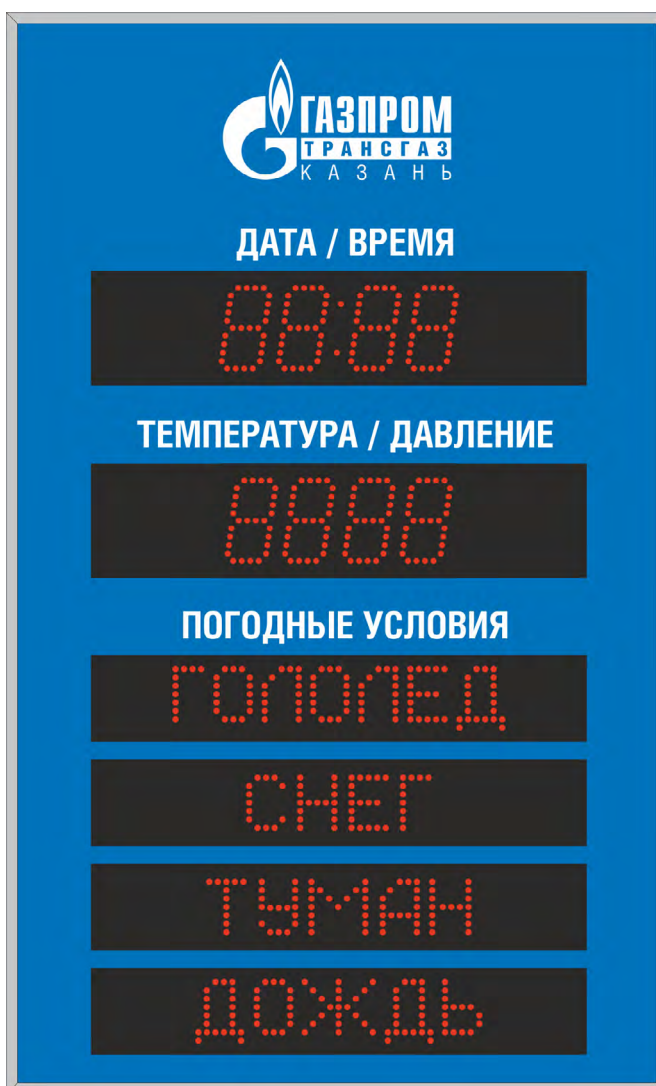 ГАЗПРОМ
ТРАНСГАЗ
КАЗАНЬ
ДАТА / ВРЕМЯ
88:88
ТЕМПЕРАТУРА / ДАВЛЕНИЕ
8888
ПОГОДНЫЕ УСЛОВИЯ
ГОЛОЛЕД
СНЕГ
ТУМАН
ДОЖДЬ